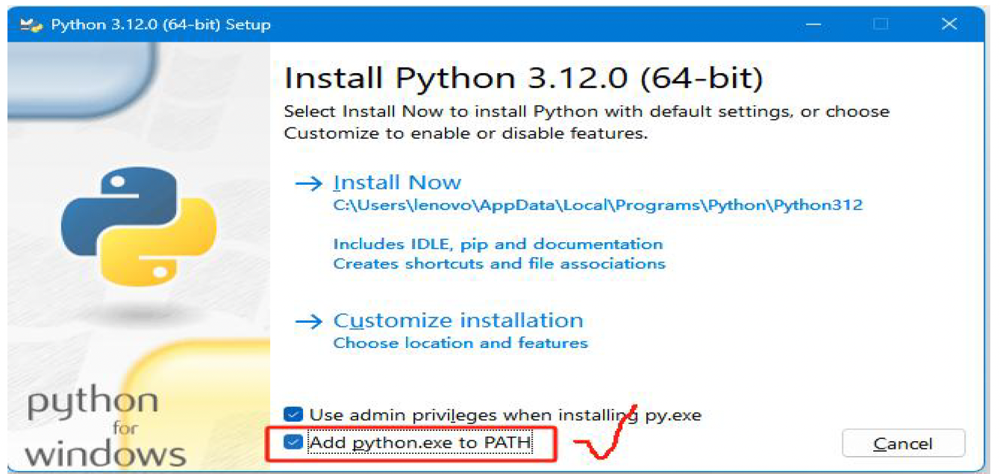 Python 3.12.0 (64-bit) Setup
Install Python 3.12.0 (64-bit)
Select Install Now to install Python with default settings, or choose
Customize to enable or disable features.
Install Now
C:\Users\lenovo\AppData\Local\Programs\Python\Python312
Includes IDLE, pip and documentation
Creates shortcuts and file associations
Customize installation
Choose location and features
python
for
windows
Use admin privileges when installing py.exe
Add python.exe to PATH
Cancel